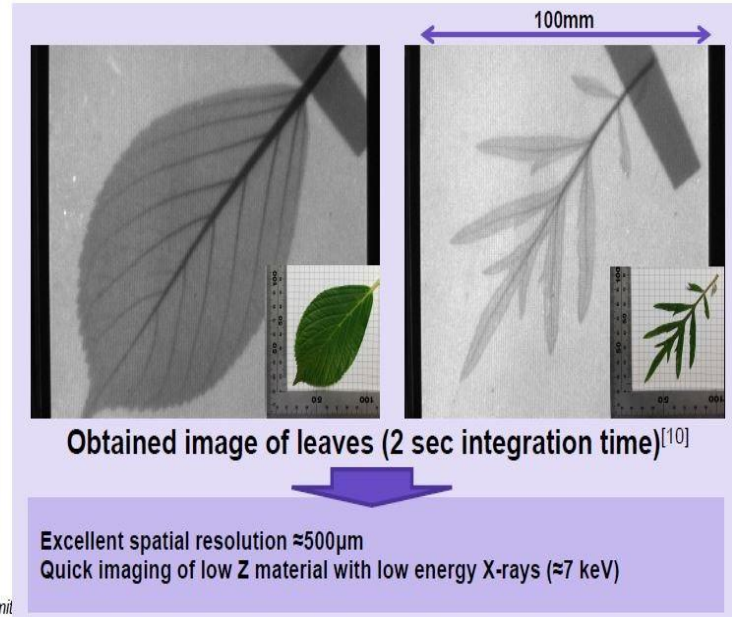 100mm
Obtained image of leaves (2 sec integration time)[10]
Excellent spatial resolution ≈500μm
Quick imaging of low Z material with low energy X-rays (≈7 keV)